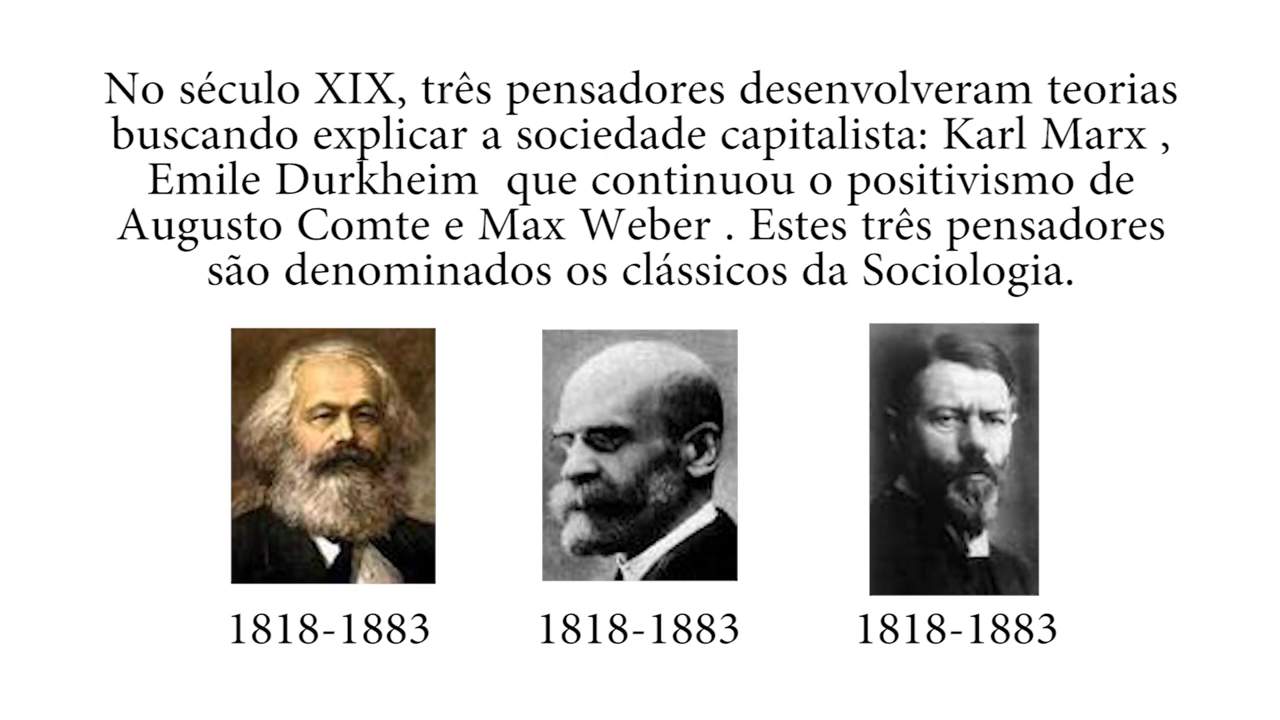 No século XIX, três pensadores desenvolveram teorias
buscando explicar a sociedade capitalista: Karl Marx ,
Emile Durkheim  que continuou o positivismo de
Augusto Comte e Max Weber . Estes três pensadores
são denominados os clássicos da Sociologia.
1818-1883 1818-1883 1818-1883